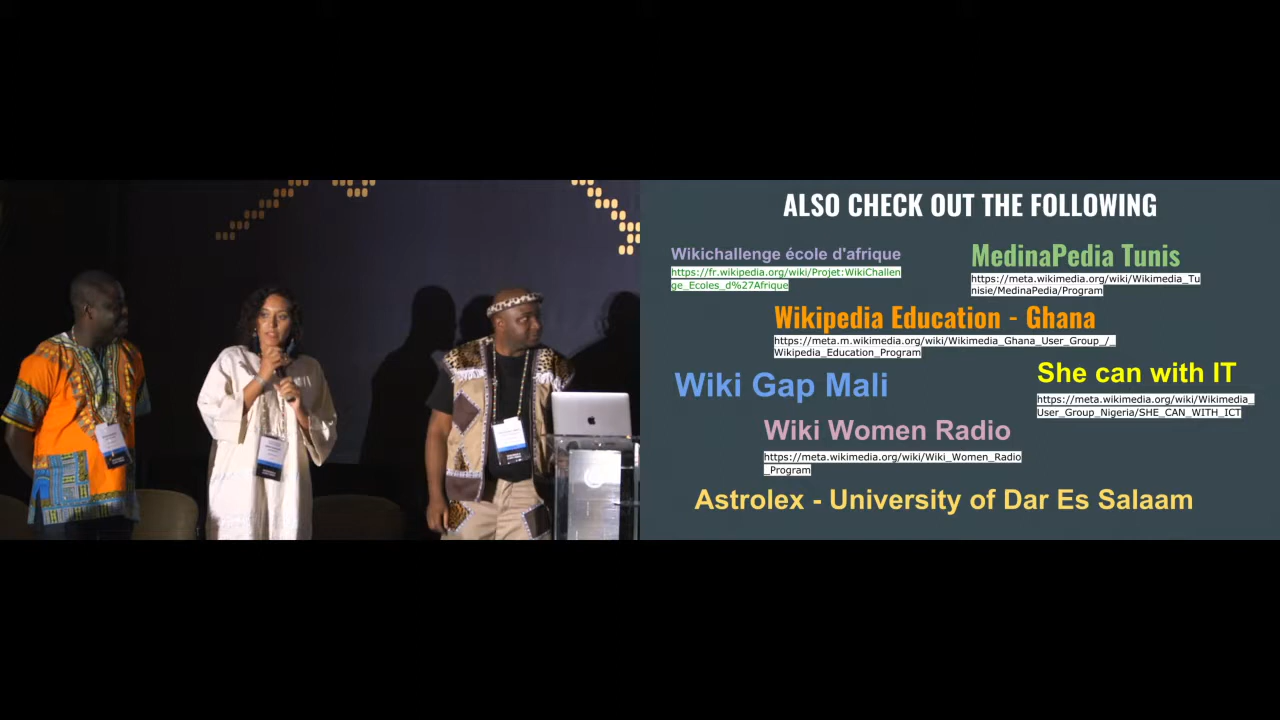 ALSO CHECK OUT THE FOLLOWING
Wikichallenge école d'afrique
https://fr.wikipedia.org/wiki/Projet:WikiChallen
ge_Ecoles_d%27Afrique
MedinaPedia Tunis
https://meta.wikimedia.org/wiki/Wikimedia_Tu
nisie/MedinaPedia/Program
Wikipedia Education - Ghana
https://meta.m.wikimedia.org/wiki/Wikimedia_Ghana_User_Group_/_
Wikipedia_Education_Program
Wiki Gap Mali
She can with IT
https://meta.wikimedia.org/wiki/Wikimedia_
User_Group_Nigeria/SHE_CAN_WITH_ICT
Wiki Women Radio
https://meta.wikimedia.org/wiki/Wiki_Women_Radio
_Program
Astrolex - University of Dar Es Salaam